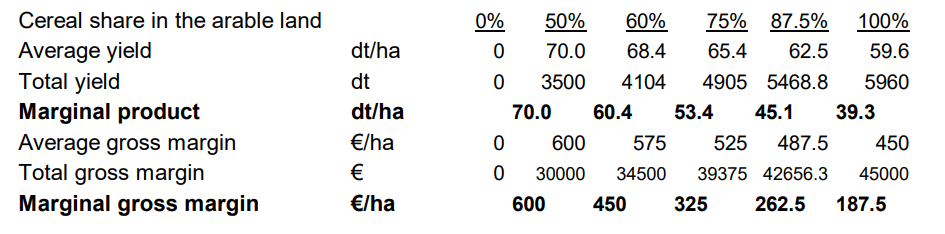 Cereal share in the arable land 0% 50% 60% 75% 87.5% 100%
Average yield dt/ha 0 70.0 68.4 65.4 62.5 59.6
Total yield dt 0 3500 4104 4905 5468.8 5960
Marginal product dt/ha 70.0 60.4 53.4 45.1 39.3
Average gross margin €/ha 0 600 575 525 487.5 450
Total gross margin € 0 30000 34500 39375 42656.3 45000
Marginal gross margin €/ha 600 450 325 262.5 187.5